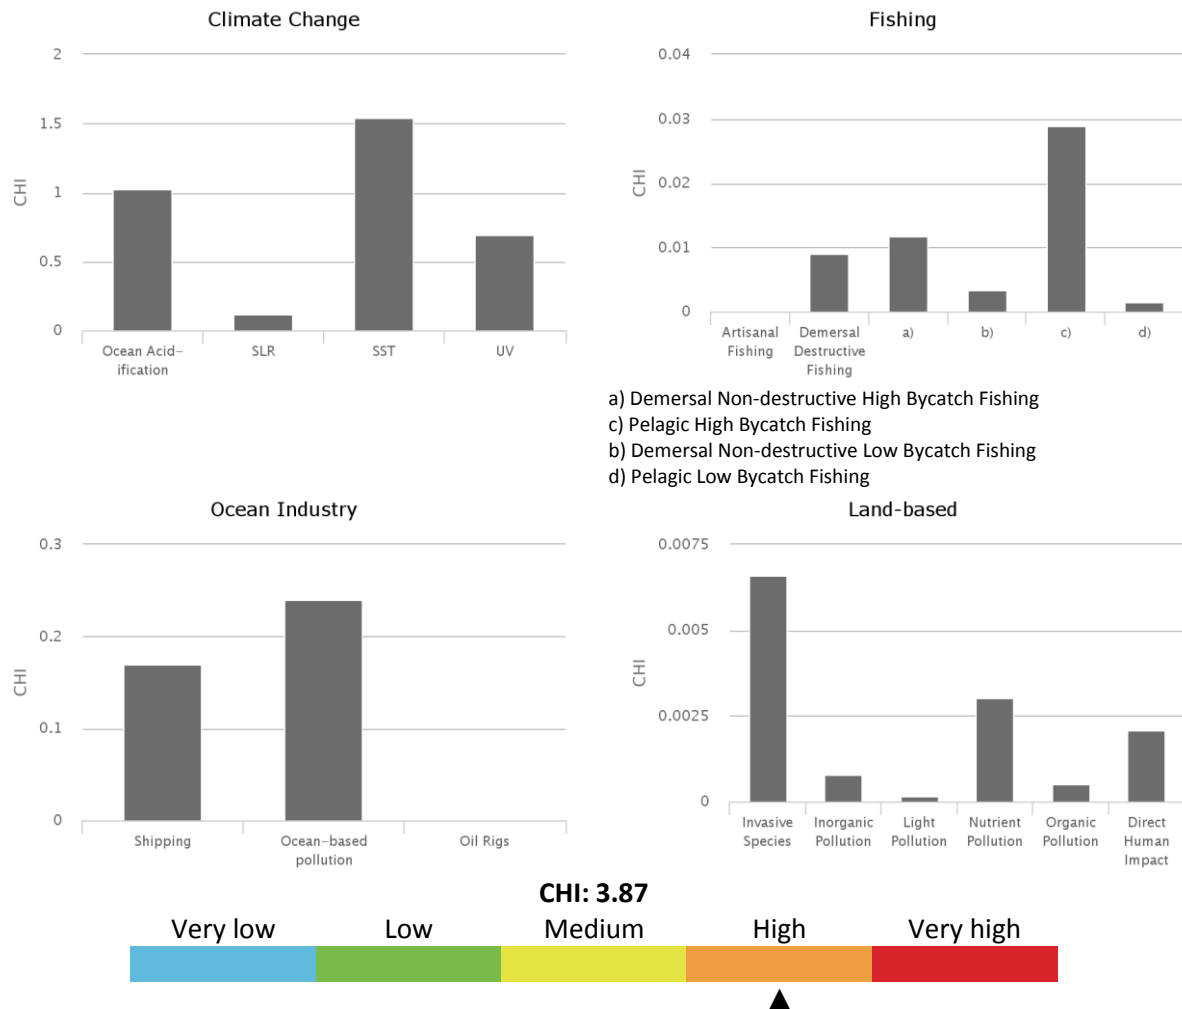 Climate Change
2
1.5
1
0.5
0
CHI
Ocean Acid–
ification
SLR
SST
UV
Fishing
0.04
0.03
0.02
0.01
0
CHI
Artisanal
Fishing
Demersal
Destructive
Fishing
a)
b)
c)
d)
a) Demersal Non-destructive High Bycatch Fishing
c) Pelagic High Bycatch Fishing
b) Demersal Non-destructive Low Bycatch Fishing
d) Pelagic Low Bycatch Fishing
Ocean Industry
0.3
0.2
0.1
0
CHI
Shipping
Ocean–based
pollution
Oil Rigs
Land-based
0.0075
0.005
0.0025
0
CHI
Invasive
Species
Inorganic
Pollution
Light
Pollution
Nutrient
Pollution
Organic
Pollution
Direct
Human
Impact
CHI: 3.87
Very low
Low
Medium
High
Very high